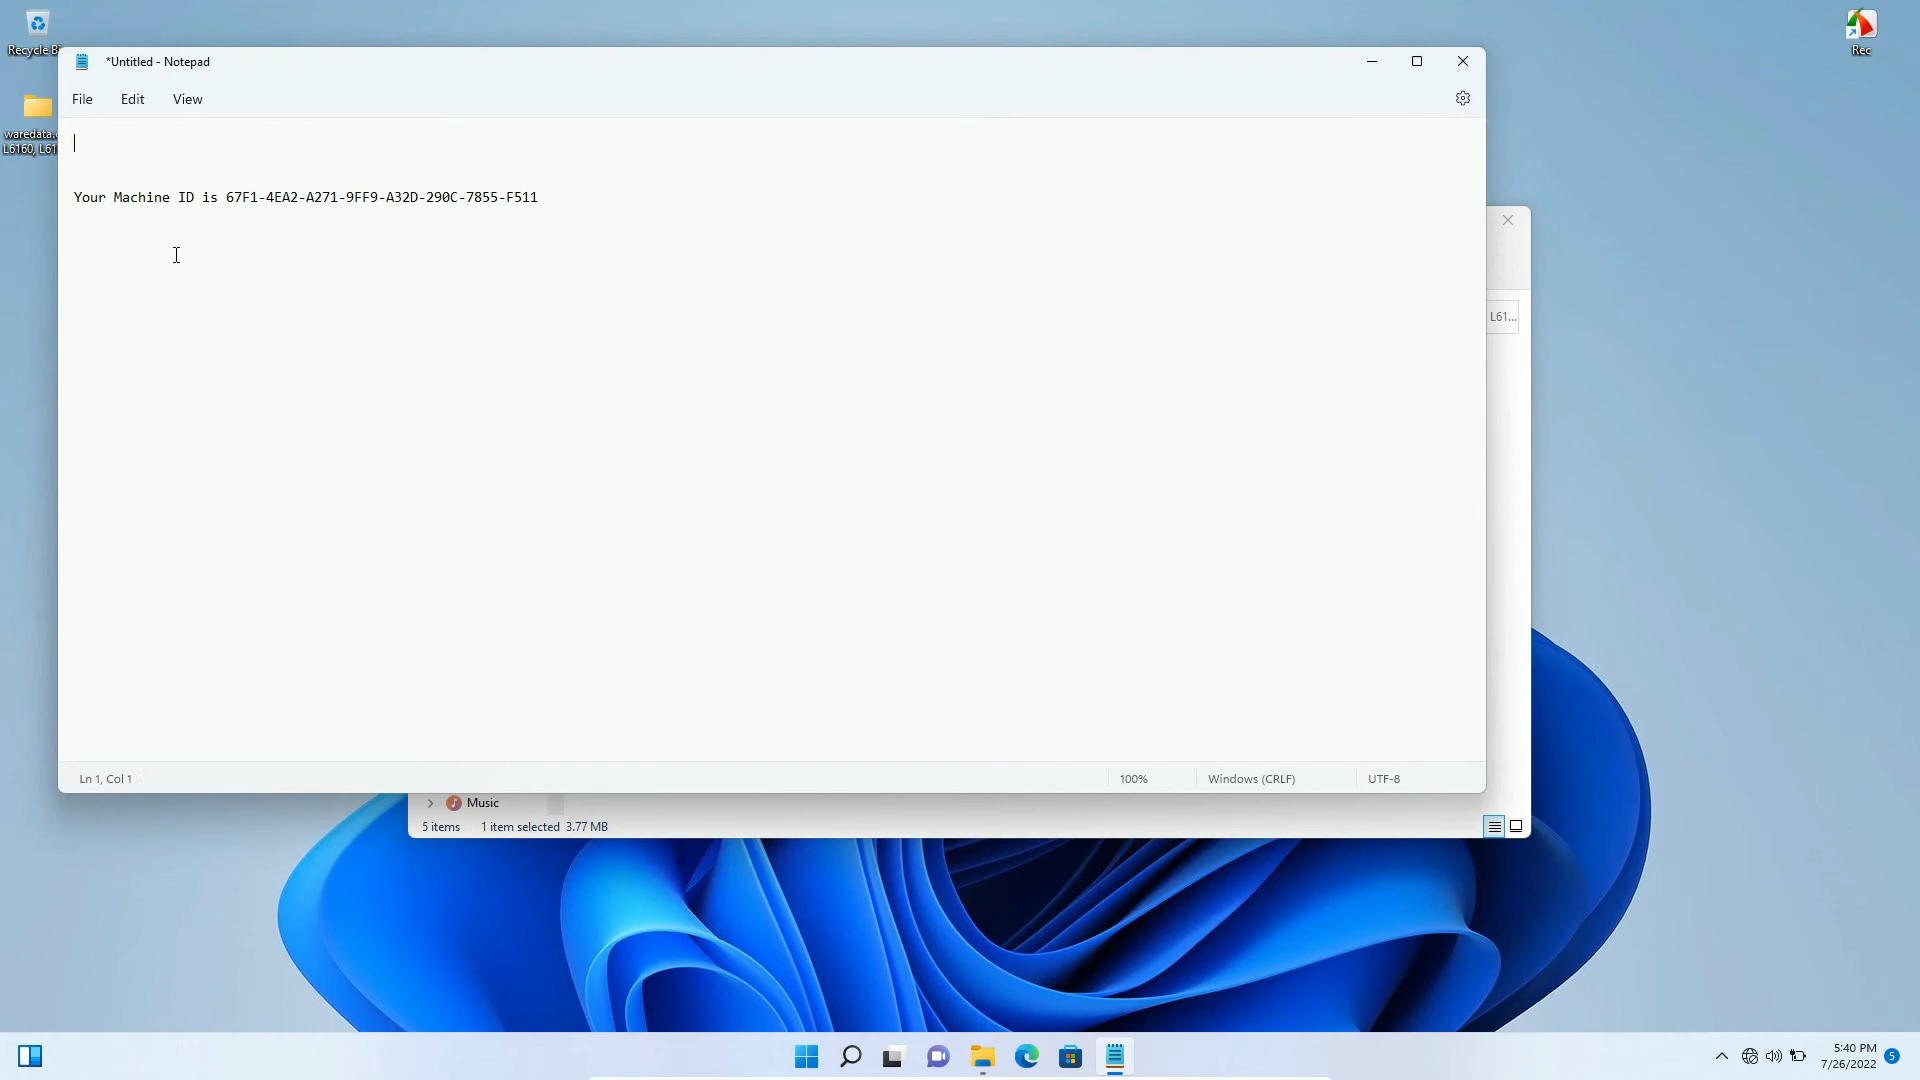 Recycle B
Rec
waredata.
L6160, L61
*Untitled - Notepad
File
Edit
View
Your Machine ID is 67F1-4EA2-A271-9FF9-A32D-290C-7855-F511
L61...
Ln 1, Col 1
100%
Windows (CRLF)
UTF-8
Music
5 items
1 item selected 3.77 MB
5:40 PM
7/26/2022
5